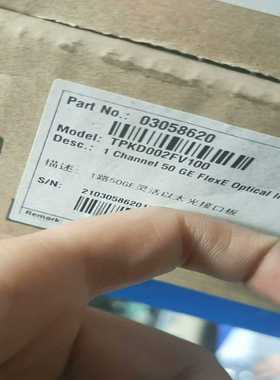 Part No.: 03058620
Model: TPKD002FV100
Desc.: 1 Channel 50 GE FlexE Optical
描述: 1路50GE灵活以太光接口板
S/N:
2103058620
Remark